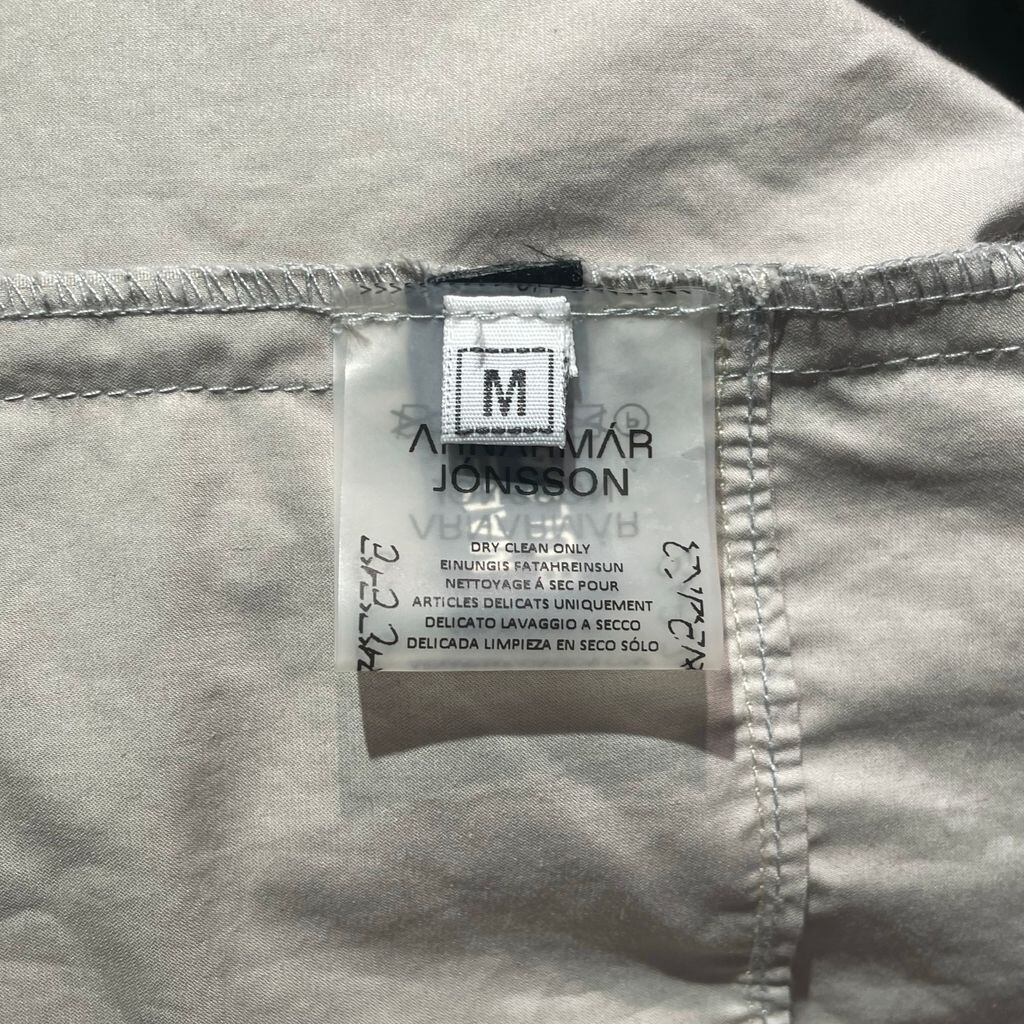 M
ARNARMÁR
JÓNSSON
DRY CLEAN ONLY
EINUNGIS FATAHREINSUN
NETTOYAGE Á SEC POUR
ARTICLES DELICATS UNIQUEMENT
DELICATO LAVAGGIO A SECCO
DELICADA LIMPIEZA EN SECO SÓLO